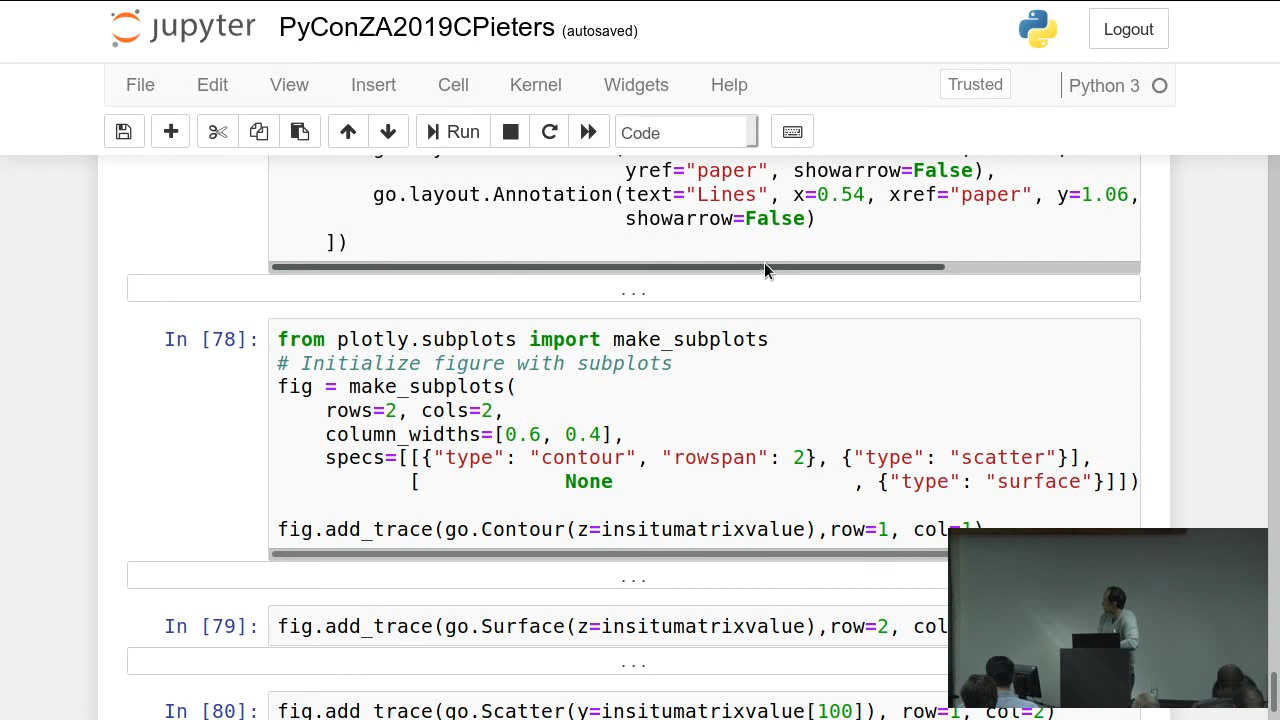 jupyter PyConZA2019CPieters (autosaved) Logout
File Edit View Insert Cell Kernel Widgets Help Trusted Python 3
Run Code
yref="paper", showarrow=False),
go.layout.Annotation(text="Lines", x=0.54, xref="paper", y=1.06,
showarrow=False)
])
...
In [78]: from plotly.subplots import make_subplots
# Initialize figure with subplots
fig = make_subplots(
rows=2, cols=2,
column_widths=[0.6, 0.4],
specs=[[{"type": "contour", "rowspan": 2}, {"type": "scatter"}],
[ None , {"type": "surface"}]])
fig.add_trace(go.Contour(z=insitumatrixvalue),row=1, col=1)
...
In [79]: fig.add_trace(go.Surface(z=insitumatrixvalue),row=2, col
...
In [80]: fig.add_trace(go.Scatter(y=insitumatrixvalue[100]), row=1, col=2)